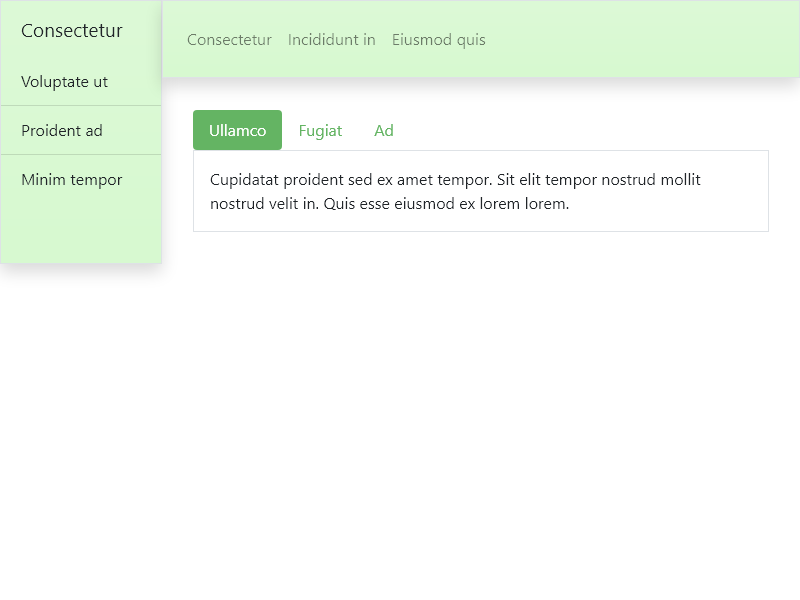 Consectetur
Voluptate ut
Proident ad
Minim tempor
Consectetur Incididunt in Eiusmod quis
Ullamco Fugiat Ad
Cupidatat proident sed ex amet tempor. Sit elit tempor nostrud mollit
nostrud velit in. Quis esse eiusmod ex lorem lorem.